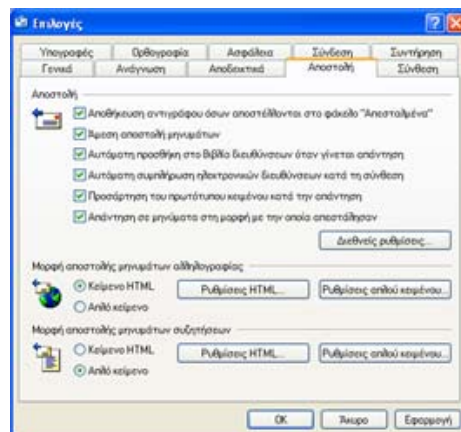 Επιλογές
Υπογραφές Ορθογραφία Ασφάλεια Σύνδεση Συντήρηση
Γενικά Ανάγνωση Αποδεικτικά Αποστολή Σύνθεση
Αποστολή
Αποθήκευση αντιγράφου όσων αποστέλλονται στο φάκελο "Απεσταλμένα"
Άμεση αποστολή μηνυμάτων
Αυτόματη προσθήκη στο Βιβλίο διευθύνσεων όταν γίνεται απάντηση
Αυτόματη συμπλήρωση ηλεκτρονικών διευθύνσεων κατά τη σύνθεση
Προσάρτηση του πρωτότυπου κειμένου κατά την απάντηση
Απάντηση σε μηνύματα στη μορφή με την οποία απεστάλησαν
Διεθνείς ρυθμίσεις...
Μορφή αποστολής μηνυμάτων αλληλογραφίας
Κείμενο HTML Ρυθμίσεις HTML... Ρυθμίσεις απλού κειμένου...
Απλό κείμενο
Μορφή αποστολής μηνυμάτων συζητήσεων
Κείμενο HTML Ρυθμίσεις HTML... Ρυθμίσεις απλού κειμένου...
Απλό κείμενο
OK Άκυρο Εφαρμογή